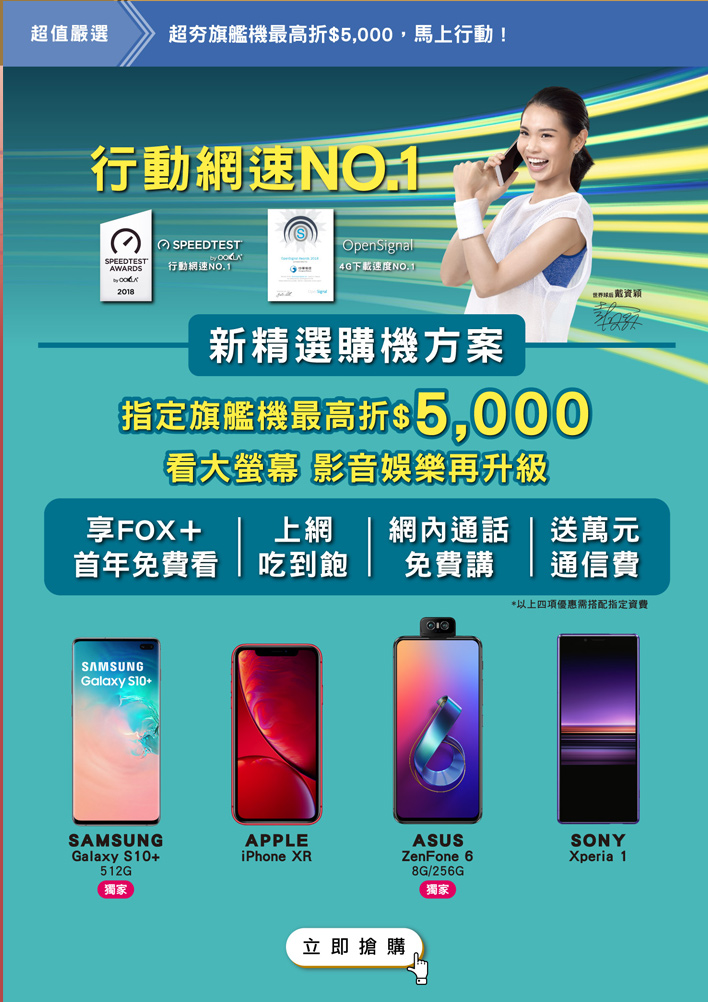 超值嚴選
超夯旗艦機最高折$5,000，馬上行動！
行動網速NO.1
SPEEDTEST
AWARDS
by OOKLA
2018
SPEEDTEST
by OOKLA
行動網速NO.1
OpenSignal
4G下載速度NO.1
世界球后 戴資穎
新精選購機方案
指定旗艦機最高折$5,000
看大螢幕 影音娛樂再升級
享FOX＋
首年免費看
上網
吃到飽
網內通話
免費講
送萬元
通信費
*以上四項優惠需搭配指定資費
SAMSUNG
Galaxy S10+
SAMSUNG
Galaxy S10+
512G
獨家
APPLE
iPhone XR
ASUS
ZenFone 6
8G/256G
獨家
SONY
Xperia 1
立即搶購